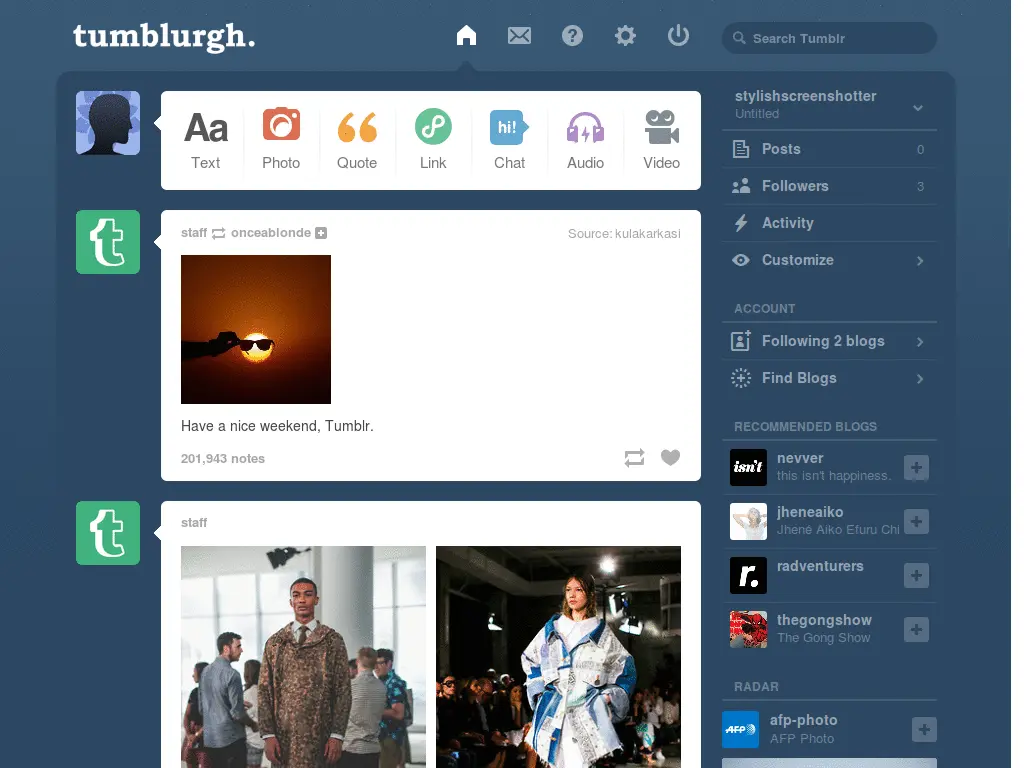 tumblurgh.
Search Tumblr
Aa
hi!
Text
Photo
Quote
Link
Chat
Audio
Video
stylishscreenshotter
Untitled
Posts 0
Followers 3
Activity
Customize
ACCOUNT
Following 2 blogs
Find Blogs
RECOMMENDED BLOGS
isn't
nevver
this isn't happiness.
jheneaiko
Jhené Aiko Efuru Chi
r.
radventurers
thegongshow
The Gong Show
RADAR
AFP
afp-photo
AFP Photo
t
staff onceablonde
Source: kulakarkasi
Have a nice weekend, Tumblr.
201,943 notes
t
staff